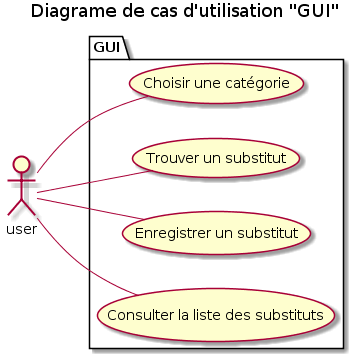 Diagrame de cas d'utilisation "GUI"
GUI
Choisir une catégorie
Trouver un substitut
user
Enregistrer un substitut
Consulter la liste des substituts